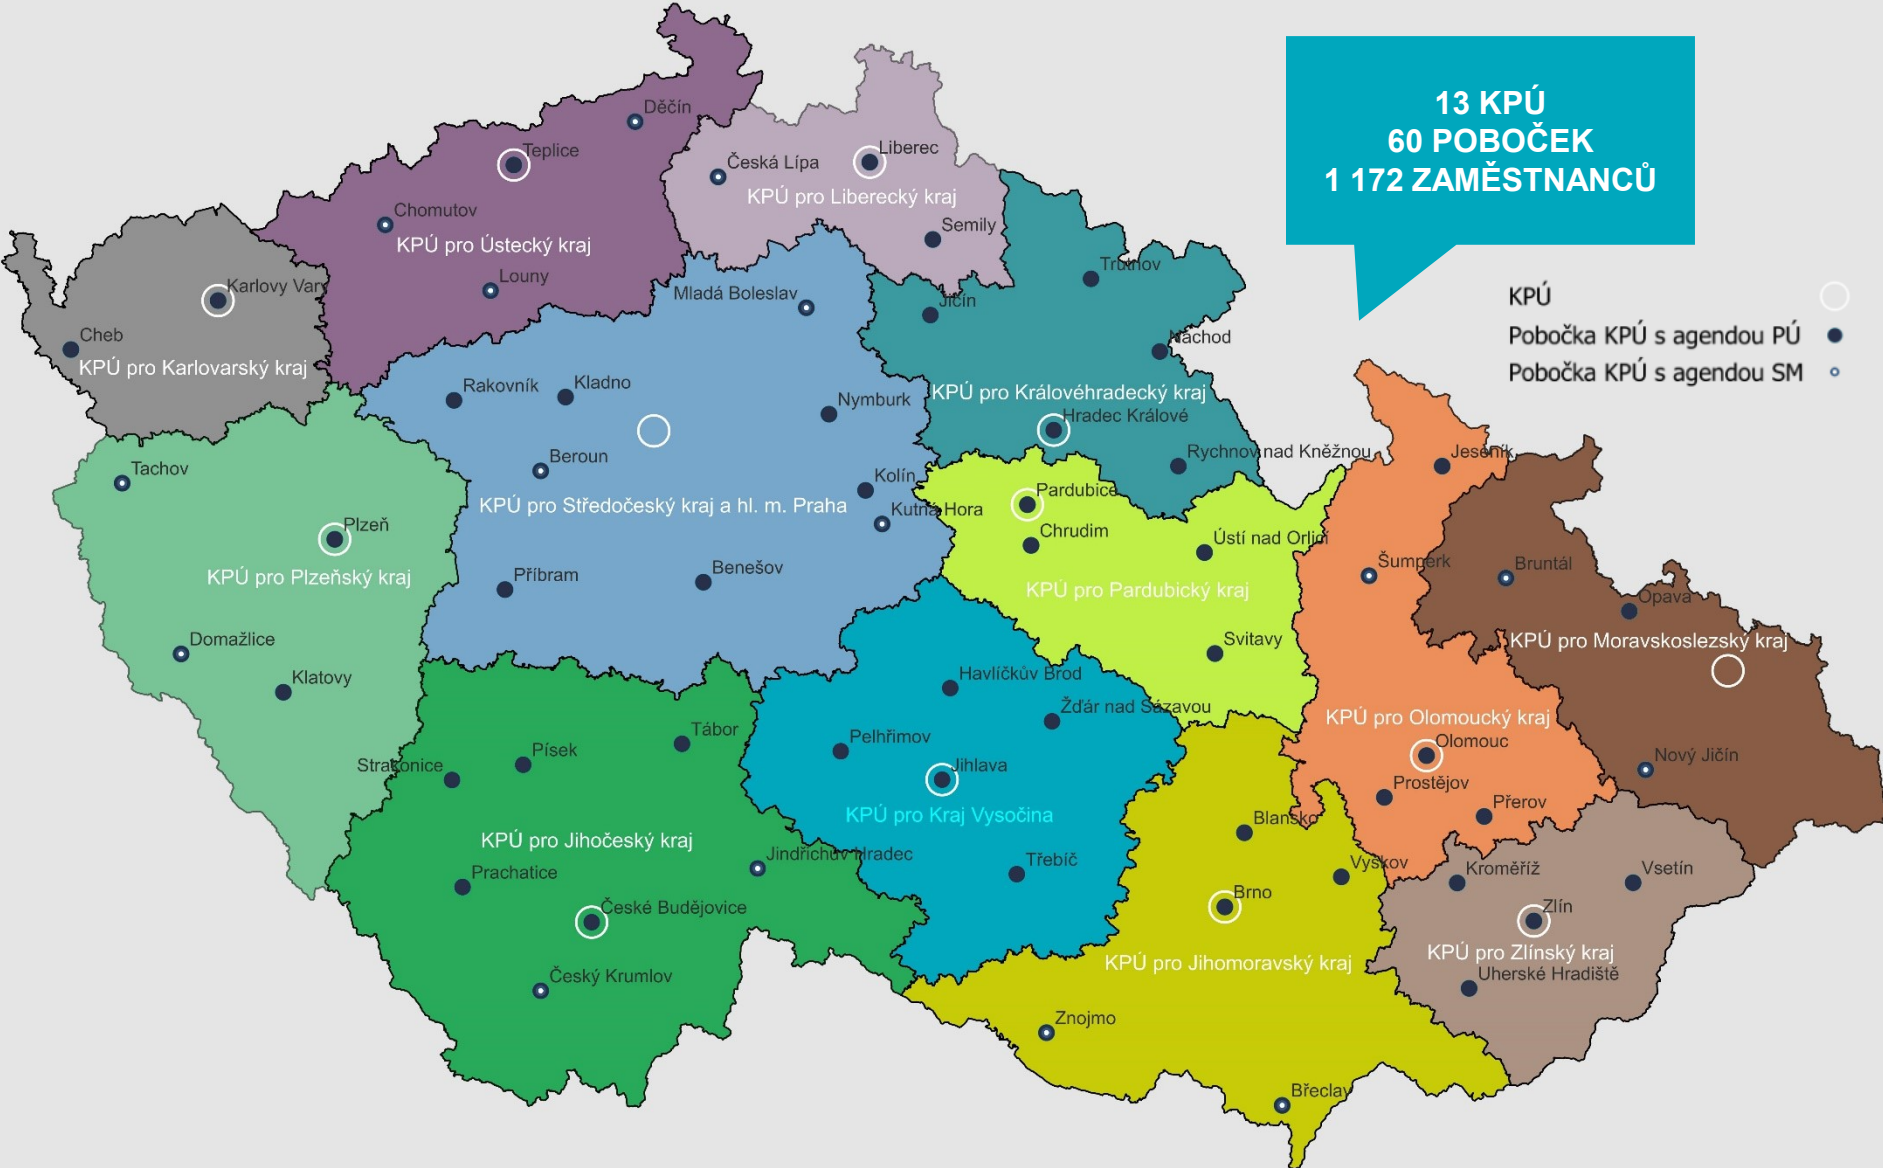 13 KPÚ
60 POBOČEK
1 172 ZAMĚSTNANCŮ
KPÚ
Pobočka KPÚ s agendou PÚ
Pobočka KPÚ s agendou SM
Děčín
Teplice
Chomutov
KPÚ pro Ústecký kraj
Louny
Česká Lípa
Liberec
KPÚ pro Liberecký kraj
Semily
Karlovy Vary
Cheb
KPÚ pro Karlovarský kraj
Mladá Boleslav
Rakovník
Kladno
Nymburk
Beroun
Kolín
KPÚ pro Středočeský kraj a hl. m. Praha
Kutná Hora
Příbram
Benešov
Trutnov
Jičín
Náchod
KPÚ pro Královéhradecký kraj
Hradec Králové
Rychnov nad Kněžnou
Tachov
Plzeň
KPÚ pro Plzeňský kraj
Domažlice
Klatovy
Pardubice
Chrudim
Ústí nad Orlicí
KPÚ pro Pardubický kraj
Svitavy
Jeseník
Šumperk
KPÚ pro Olomoucký kraj
Olomouc
Prostějov
Přerov
Bruntál
Opava
KPÚ pro Moravskoslezský kraj
Nový Jičín
Tábor
Písek
Strakonice
KPÚ pro Jihočeský kraj
Jindřichův Hradec
Prachatice
České Budějovice
Český Krumlov
Havlíčkův Brod
Žďár nad Sázavou
Pelhřimov
Jihlava
KPÚ pro Kraj Vysočina
Třebíč
Blansko
Vyškov
Brno
KPÚ pro Jihomoravský kraj
Znojmo
Břeclav
Kroměříž
Vsetín
Zlín
KPÚ pro Zlínský kraj
Uherské Hradiště